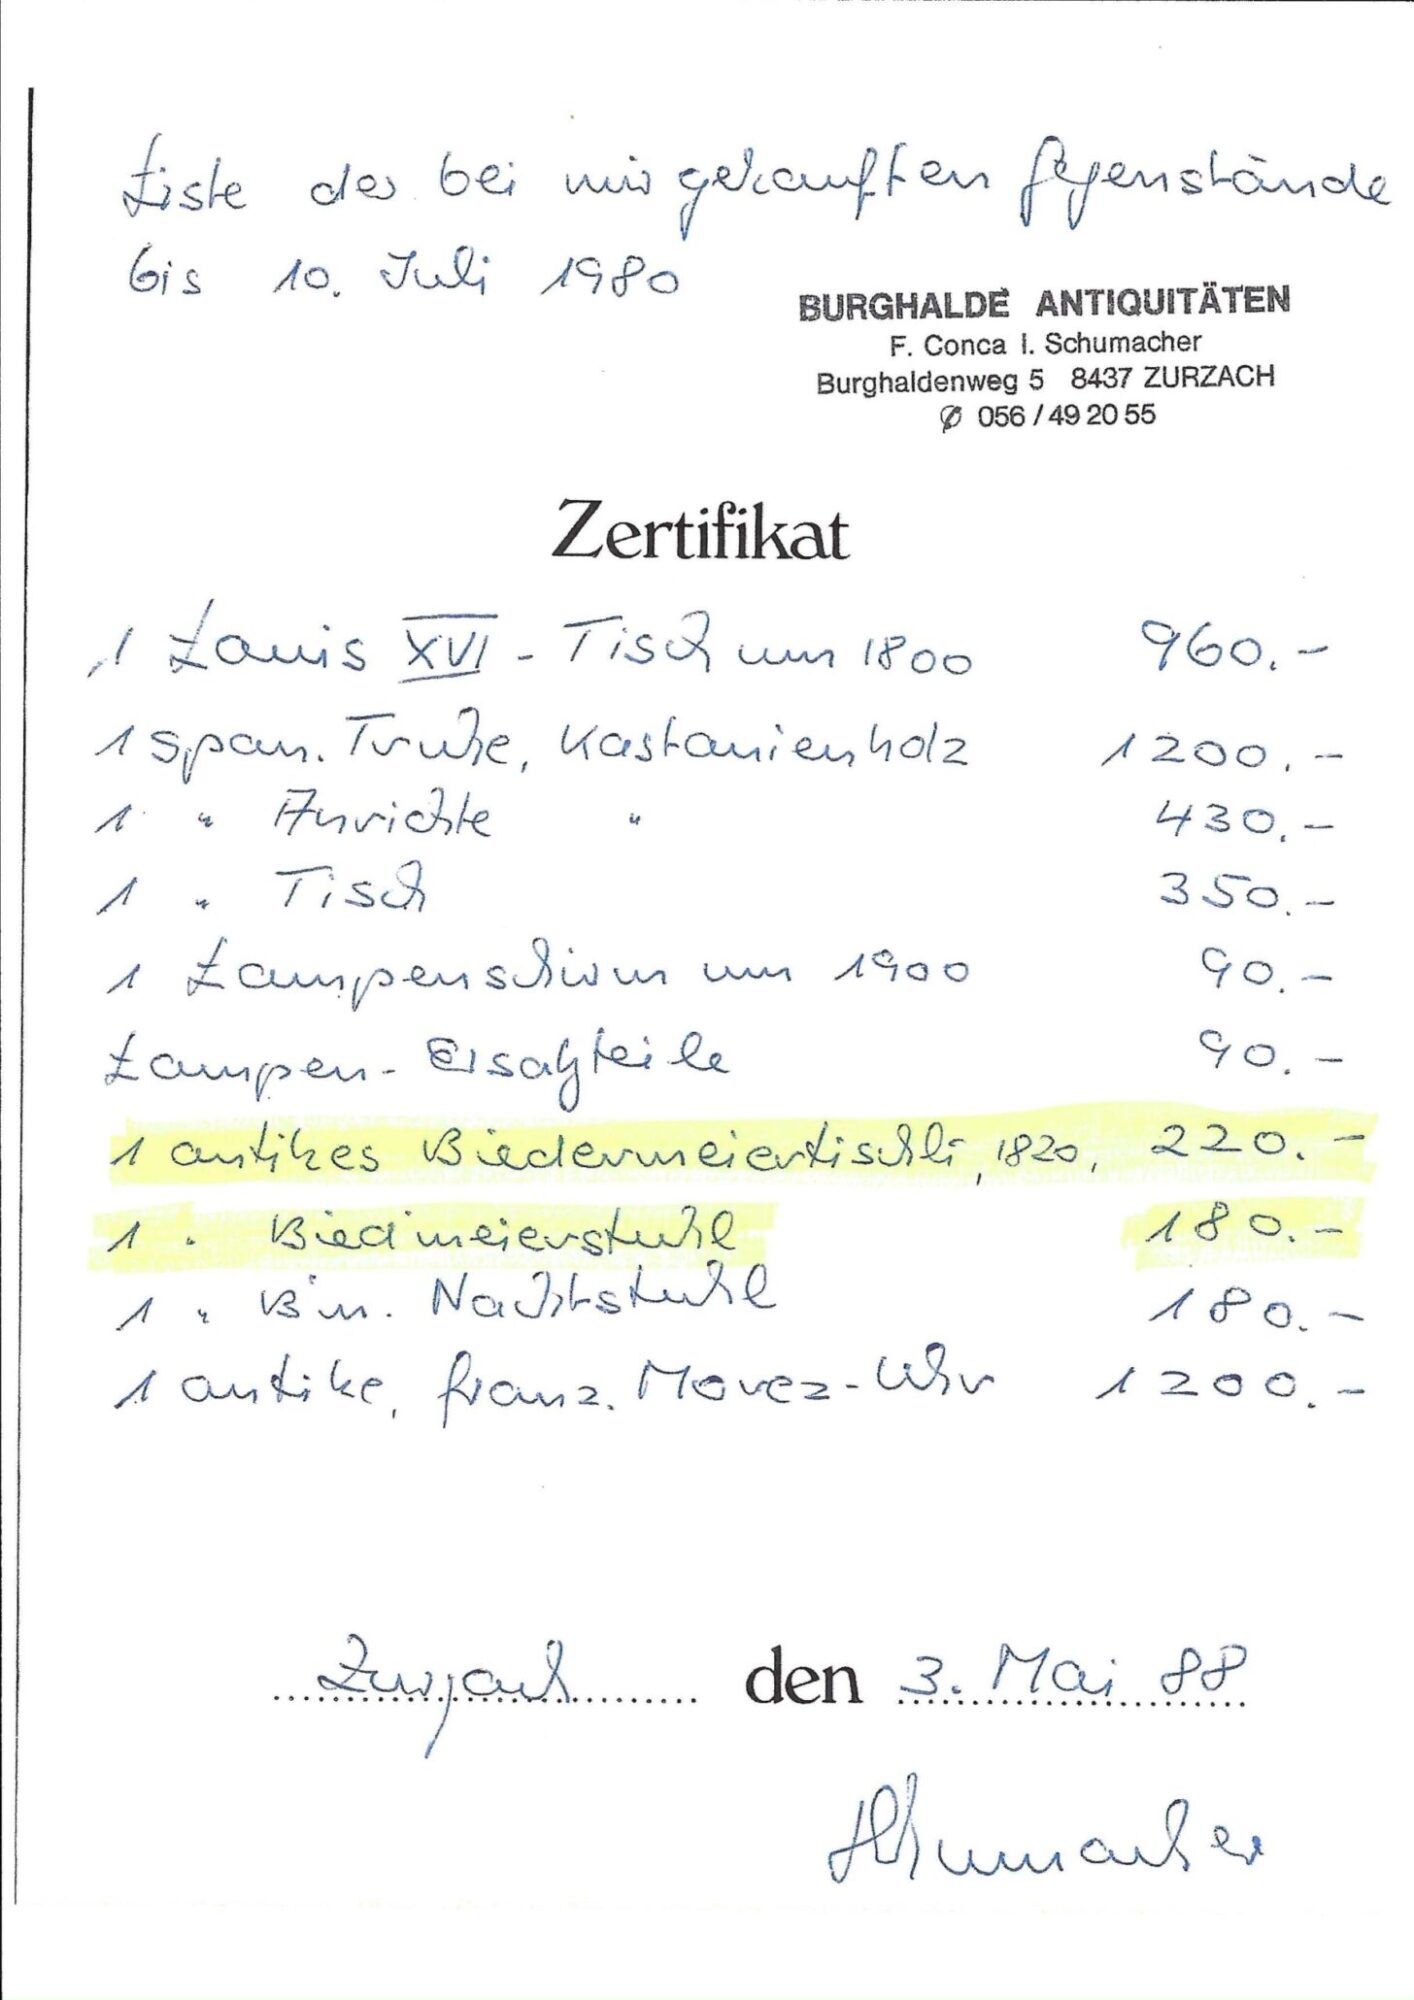 Liste der bei mir gekauften Gegenstände
bis 10. Juli 1980
BURGHALDE ANTIQUITÄTEN
F. Conca I. Schumacher
Burghaldenweg 5 8437 ZURZACH
✆ 056 / 49 20 55
Zertifikat
1 Louis XVI - Tisch um 1800 960.-
1 span. Truhe, Kastanienholz 1200.-
1 " Anrichte " 430.-
1 " Tisch 350.-
1 Lampenschirm um 1900 90.-
Lampen-Ersatzteile 90.-
1 antikes Biedermeiertischli, 1820, 220.-
1 " Biedmeierstuhl 180.-
1 " B'm. Nachtstuhl 180.-
1 antike, franz. Morez-Uhr 1200.-
Zurzach den 3. Mai 88
Schumacher